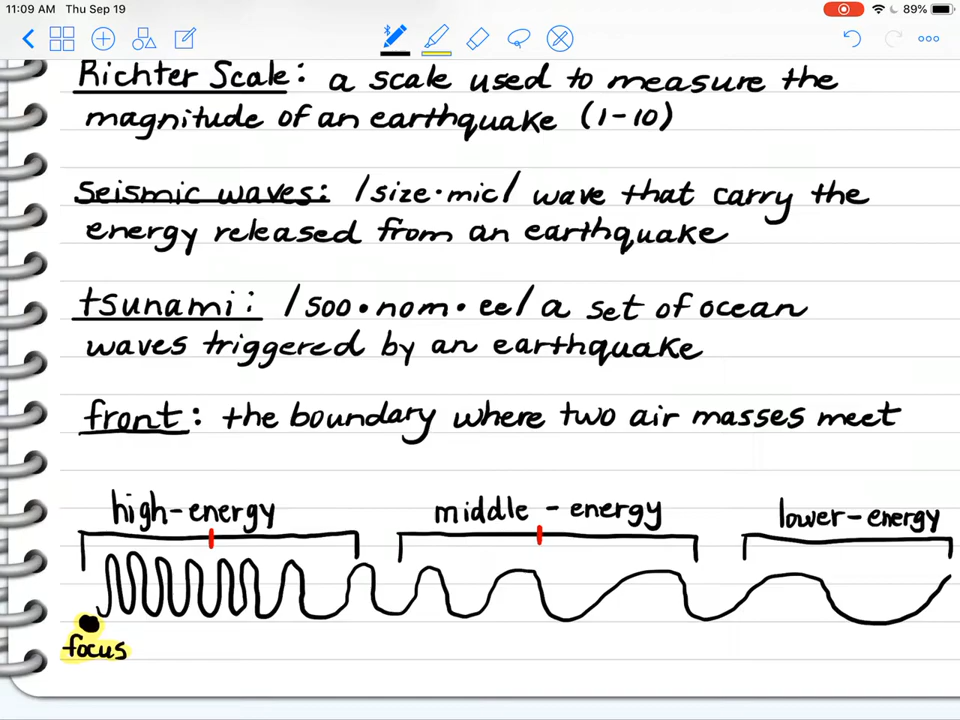 11:09 AM Thu Sep 19 89%
Richter Scale: a scale used to measure the
magnitude of an earthquake (1-10)
seismic waves: /size·mic/ wave that carry the
energy released from an earthquake
tsunami: /soo·nom·ee/ a set of ocean
waves triggered by an earthquake
front: the boundary where two air masses meet
high-energy middle-energy lower-energy
focus